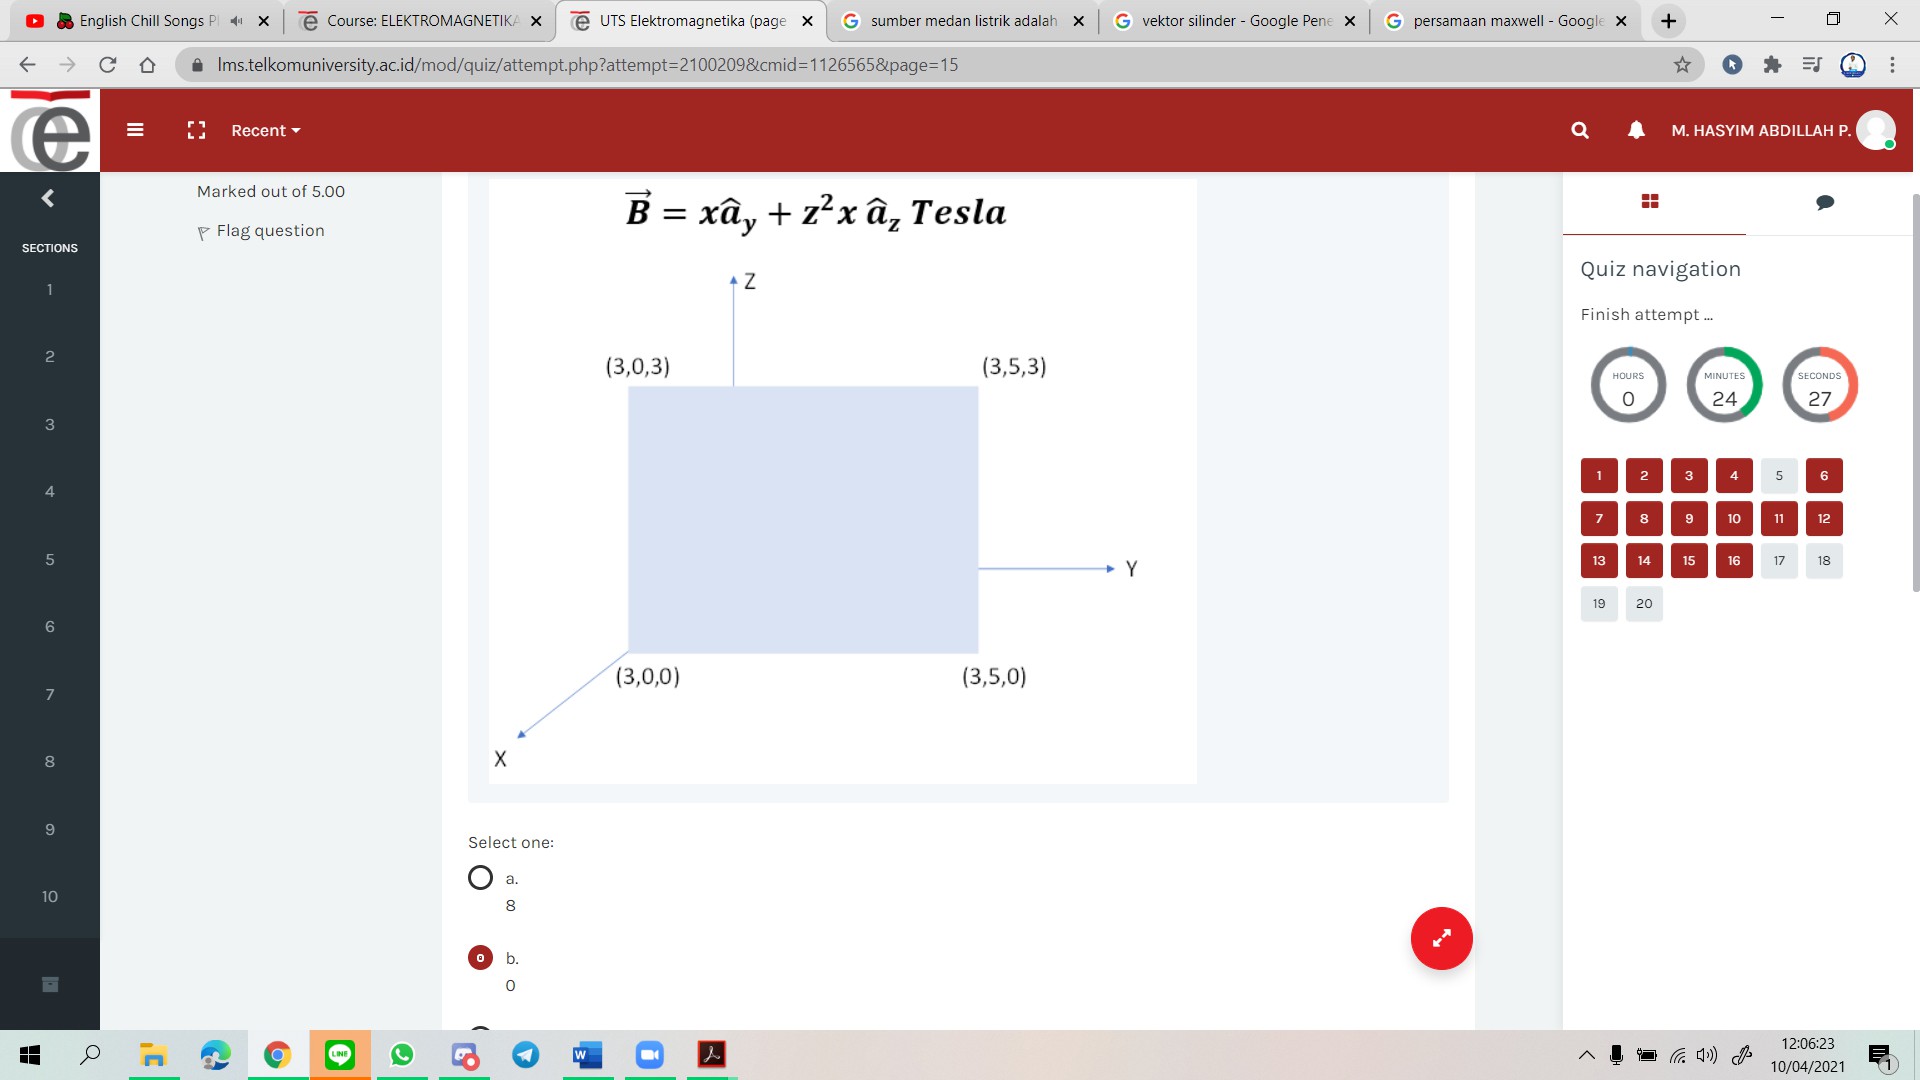 English Chill Songs Pl
Course: ELEKTROMAGNETIKA
UTS Elektromagnetika (page
sumber medan listrik adalah
vektor silinder - Google Pene
persamaan maxwell - Google
lms.telkomuniversity.ac.id/mod/quiz/attempt.php?attempt=2100209&cmid=1126565&page=15
e
Recent
M. HASYIM ABDILLAH P.
SECTIONS
1
2
3
4
5
6
7
8
9
10
Marked out of 5.00
Flag question
$\vec{B} = x\hat{a}_y + z^2 x \hat{a}_z$ Tesla
Z
(3,0,3)
(3,5,3)
Y
(3,0,0)
(3,5,0)
X
Select one:
a.
8
b.
0
Quiz navigation
Finish attempt ...
HOURS
0
MINUTES
24
SECONDS
27
1 2 3 4 5 6
7 8 9 10 11 12
13 14 15 16 17 18
19 20
LINE
W
12:06:23
10/04/2021
1